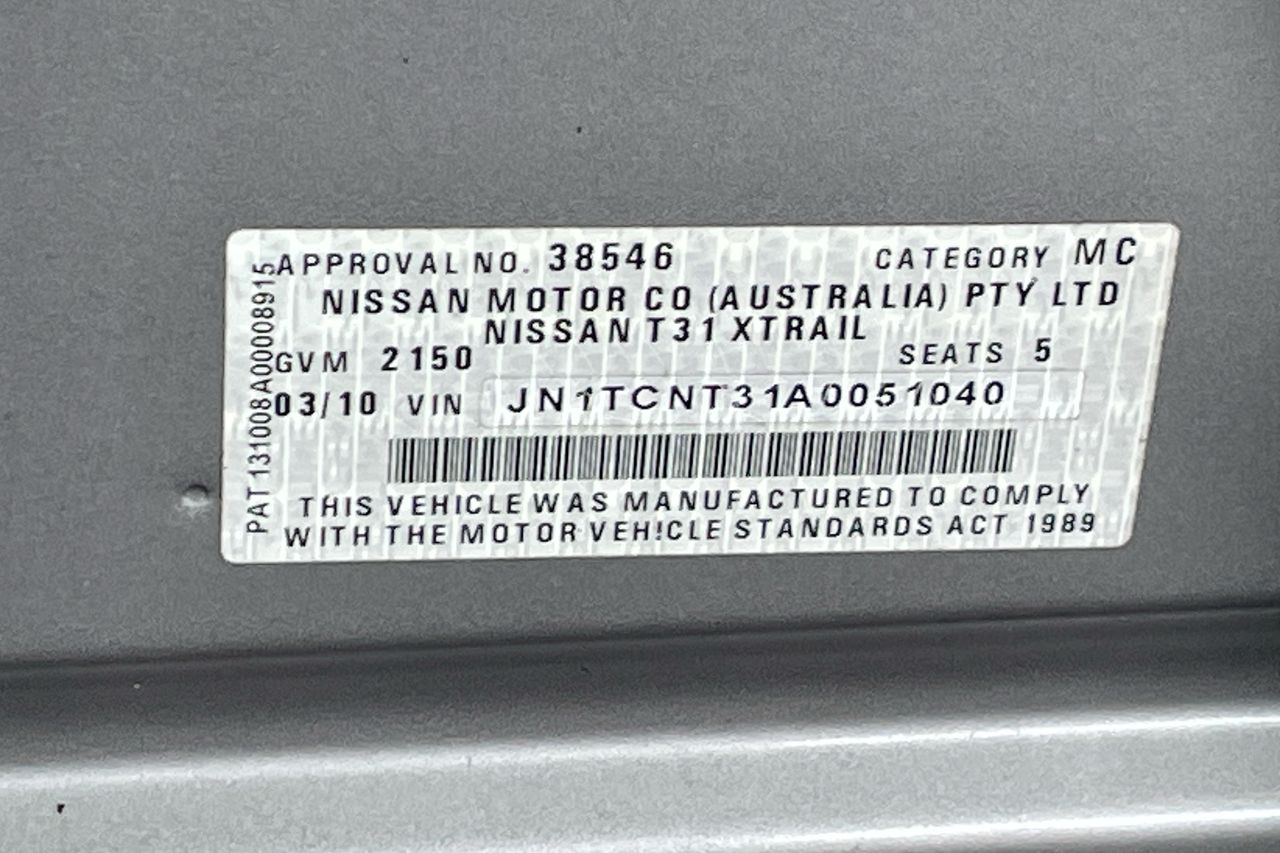 APPROVAL NO. 38546 CATEGORY MC
NISSAN MOTOR CO (AUSTRALIA) PTY LTD
NISSAN T31 XTRAIL
GVM 2150 SEATS 5
03/10 VIN JN1TCNT31A0051040
THIS VEHICLE WAS MANUFACTURED TO COMPLY
WITH THE MOTOR VEHICLE STANDARDS ACT 1989
PAT 131008A00008915